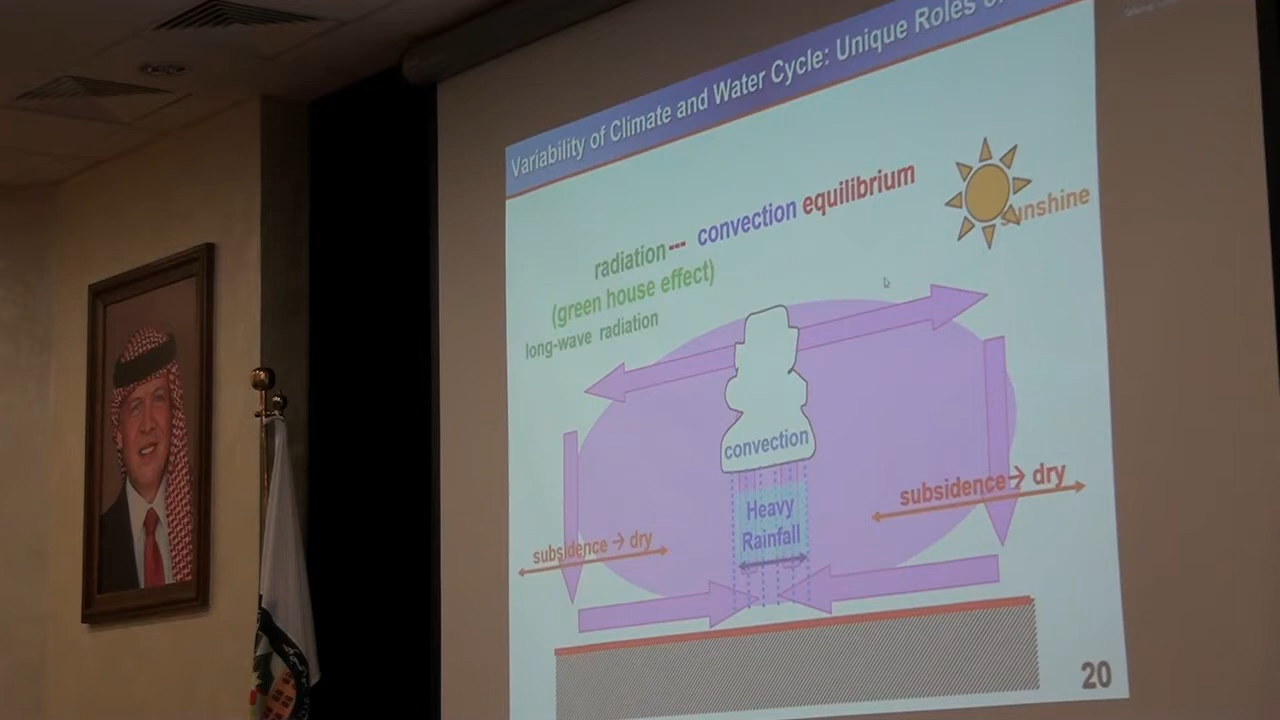 Variability of Climate and Water Cycle: Unique Roles
radiation --- convection equilibrium
(green house effect)
long-wave radiation
sunshine
convection
Heavy
Rainfall
subsidence → dry
subsidence → dry
20